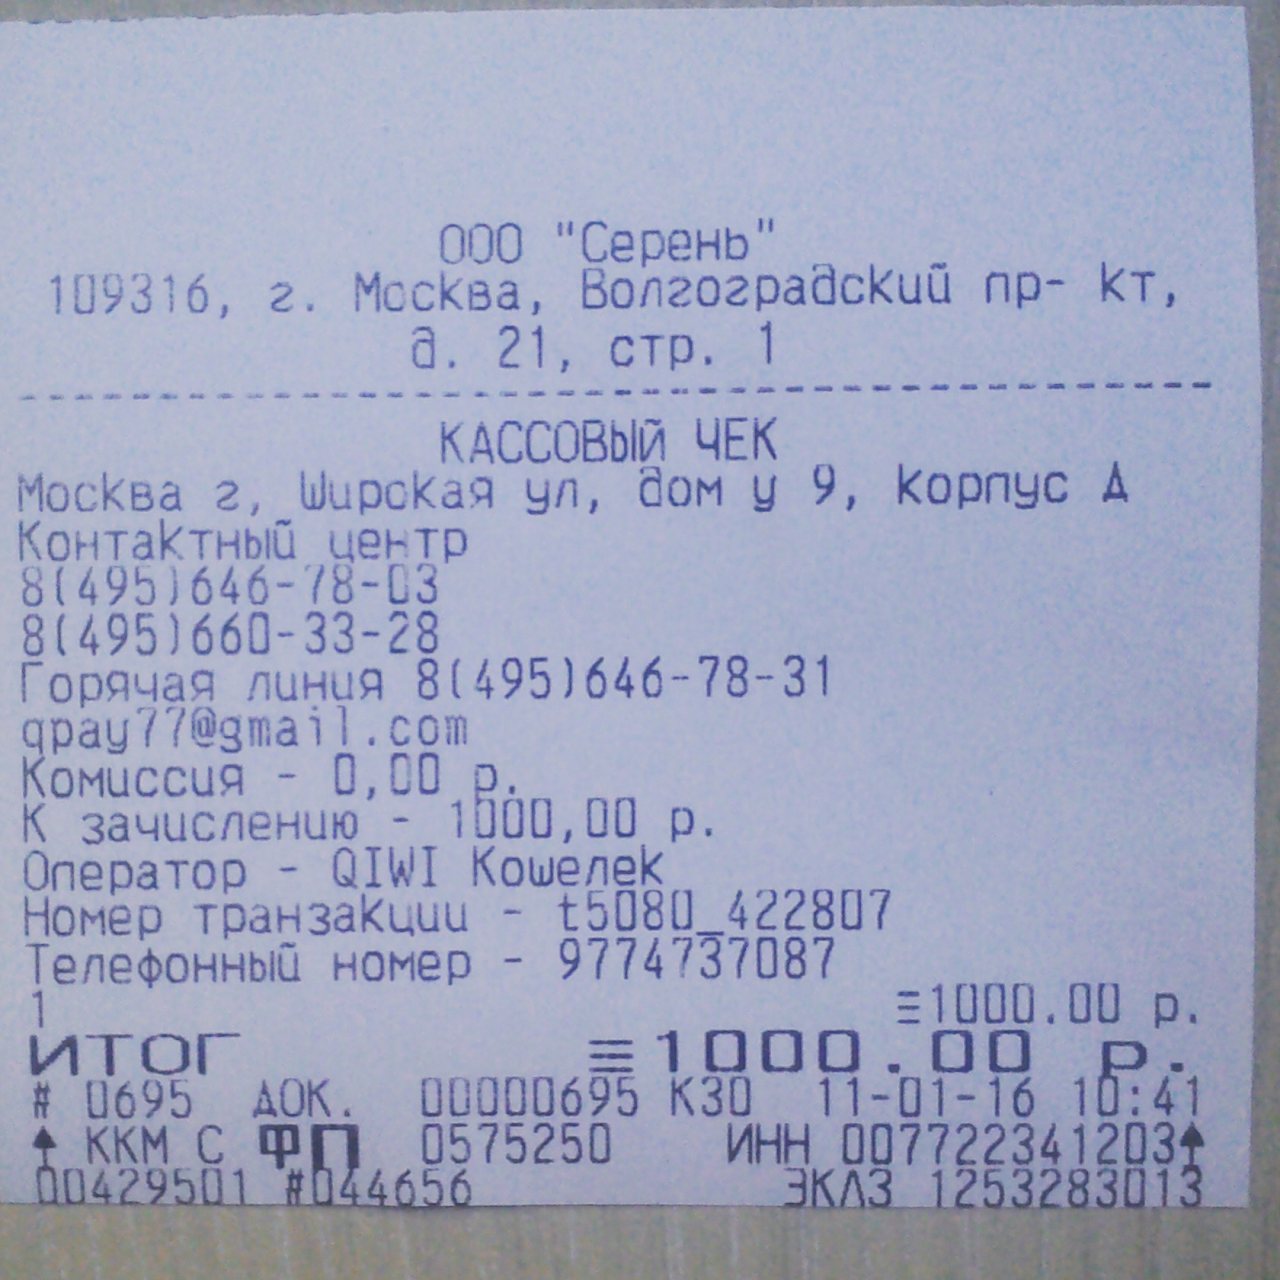 ООО "Серень"
109316, г. Москва, Волгоградский пр- кт,
д. 21, стр. 1
КАССОВЫЙ ЧЕК
Москва г, Широкая ул, дом у 9, корпус А
Контактный центр
8(495)646-78-03
8(495)660-33-28
Горячая линия 8(495)646-78-31
qpay77@gmail.com
Комиссия - 0,00 р.
К зачислению - 1000,00 р.
Оператор - QIWI Кошелек
Номер транзакции - t5080_422807
Телефонный номер - 9774737087
1 ≡1000.00 р.
ИТОГ ≡1000.00 р.
# 0695 ДОК. 00000695 К30 11-01-16 10:41
ККМ С ФП 0575250 ИНН 007722341203
00429501 #044656 ЭКЛЗ 1253283013